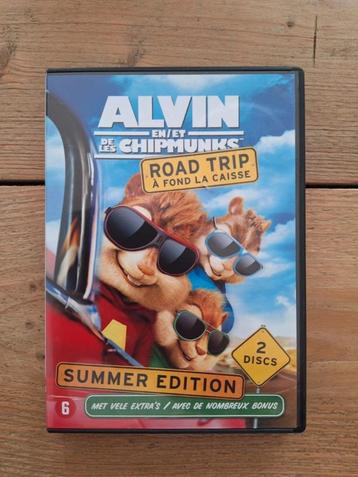 ALVIN
EN/ET
DE LES CHIPMUNKS
ROAD TRIP
À FOND LA CAISSE
2
DISCS
SUMMER EDITION
6
MET VELE EXTRA'S / AVEC DE NOMBREUX BONUS